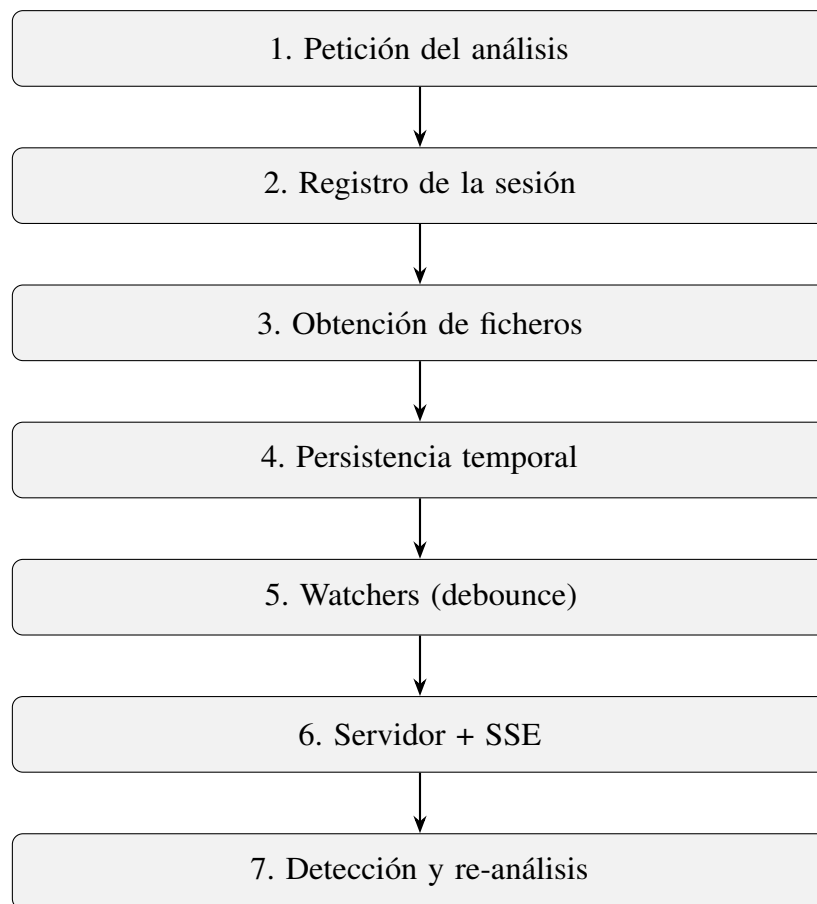 1. Petición del análisis
2. Registro de la sesión
3. Obtención de ficheros
4. Persistencia temporal
5. Watchers (debounce)
6. Servidor + SSE
7. Detección y re-análisis